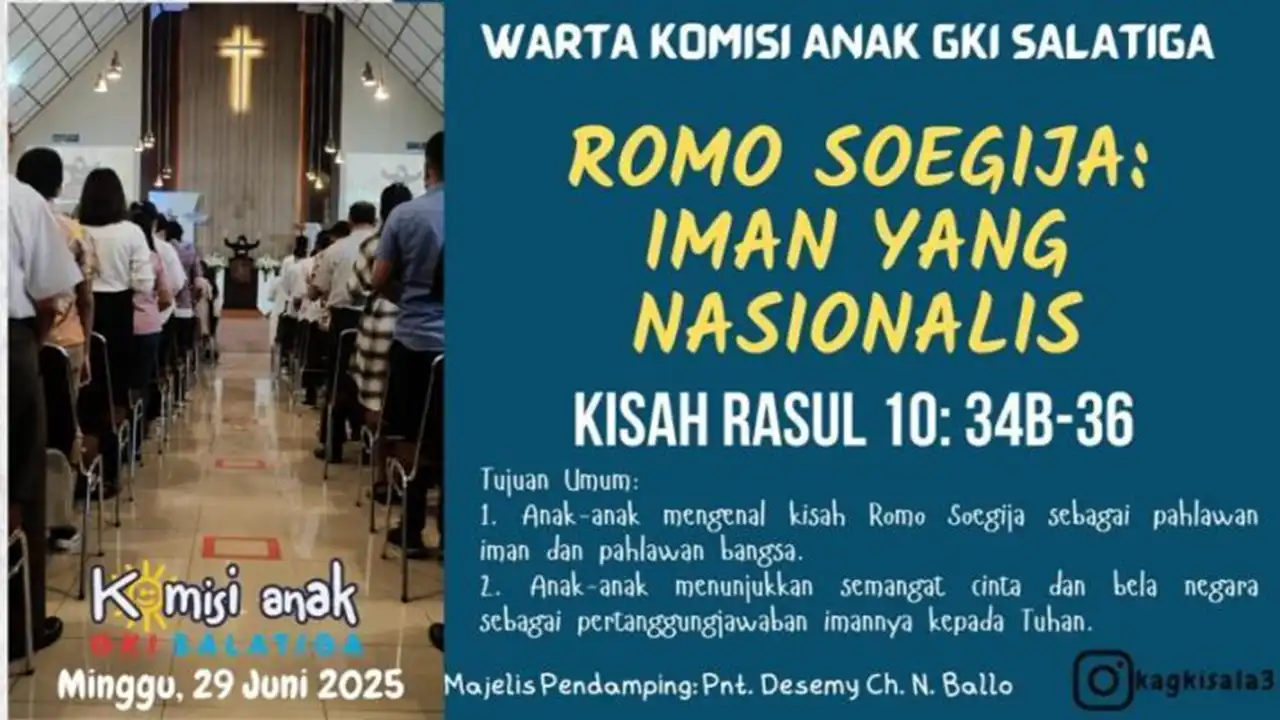 WARTA KOMISI ANAK GKI SALATIGA
ROMO SOEGIJA:
IMAN YANG
NASIONALIS
KISAH RASUL 10: 34B-36
Tujuan Umum:
1. Anak-anak mengenal kisah Romo Soegija sebagai pahlawan
iman dan pahlawan bangsa.
2. Anak-anak menunjukkan semangat cinta dan bela negara
sebagai pertanggungjawaban imannya kepada Tuhan.
Komisi anak
GKI SALATIGA
Minggu, 29 Juni 2025
Majelis Pendamping: Pnt. Desemy Ch. N. Ballo
kagkisala3